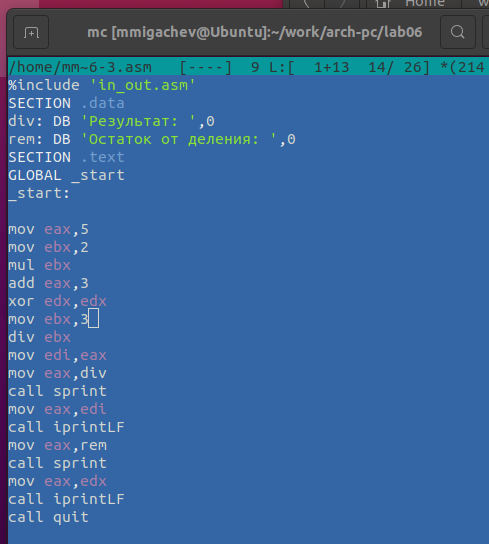 Home
mc [mmigachev@Ubuntu]:~/work/arch-pc/lab06
/home/mm~6-3.asm   [----]  9 L:[  1+13  14/ 26] *(214
%include 'in_out.asm'
SECTION .data
div: DB 'Результат: ',0
rem: DB 'Остаток от деления: ',0
SECTION .text
GLOBAL _start
_start:
mov eax,5
mov ebx,2
mul ebx
add eax,3
xor edx,edx
mov ebx,3
div ebx
mov edi,eax
mov eax,div
call sprint
mov eax,edi
call iprintLF
mov eax,rem
call sprint
mov eax,edx
call iprintLF
call quit